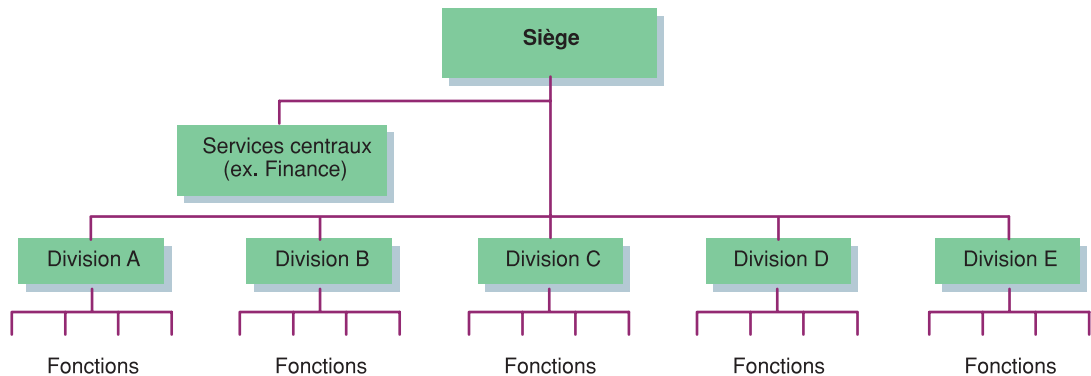 Siège
Services centraux
(ex. Finance)
Division A
Division B
Division C
Division D
Division E
Fonctions
Fonctions
Fonctions
Fonctions
Fonctions